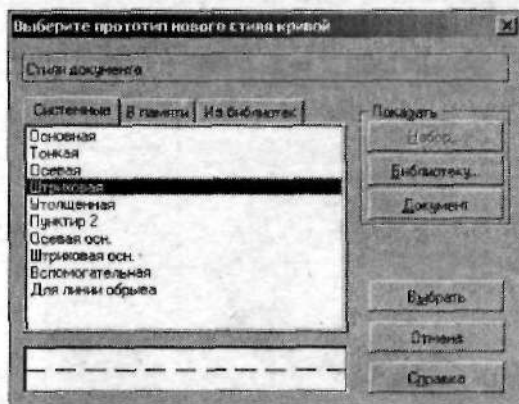 Выберите прототип нового стиля кривой
Стили документа
Системные
В памяти
Из библиотек
Основная
Тонкая
Осевая
Штриховая
Утолщенная
Пунктир 2
Осевая осн.
Штриховая осн.
Вспомогательная
Для линии обрыва
Показать
Набор...
Библиотеку...
Документ
Выбрать
Отмена
Справка